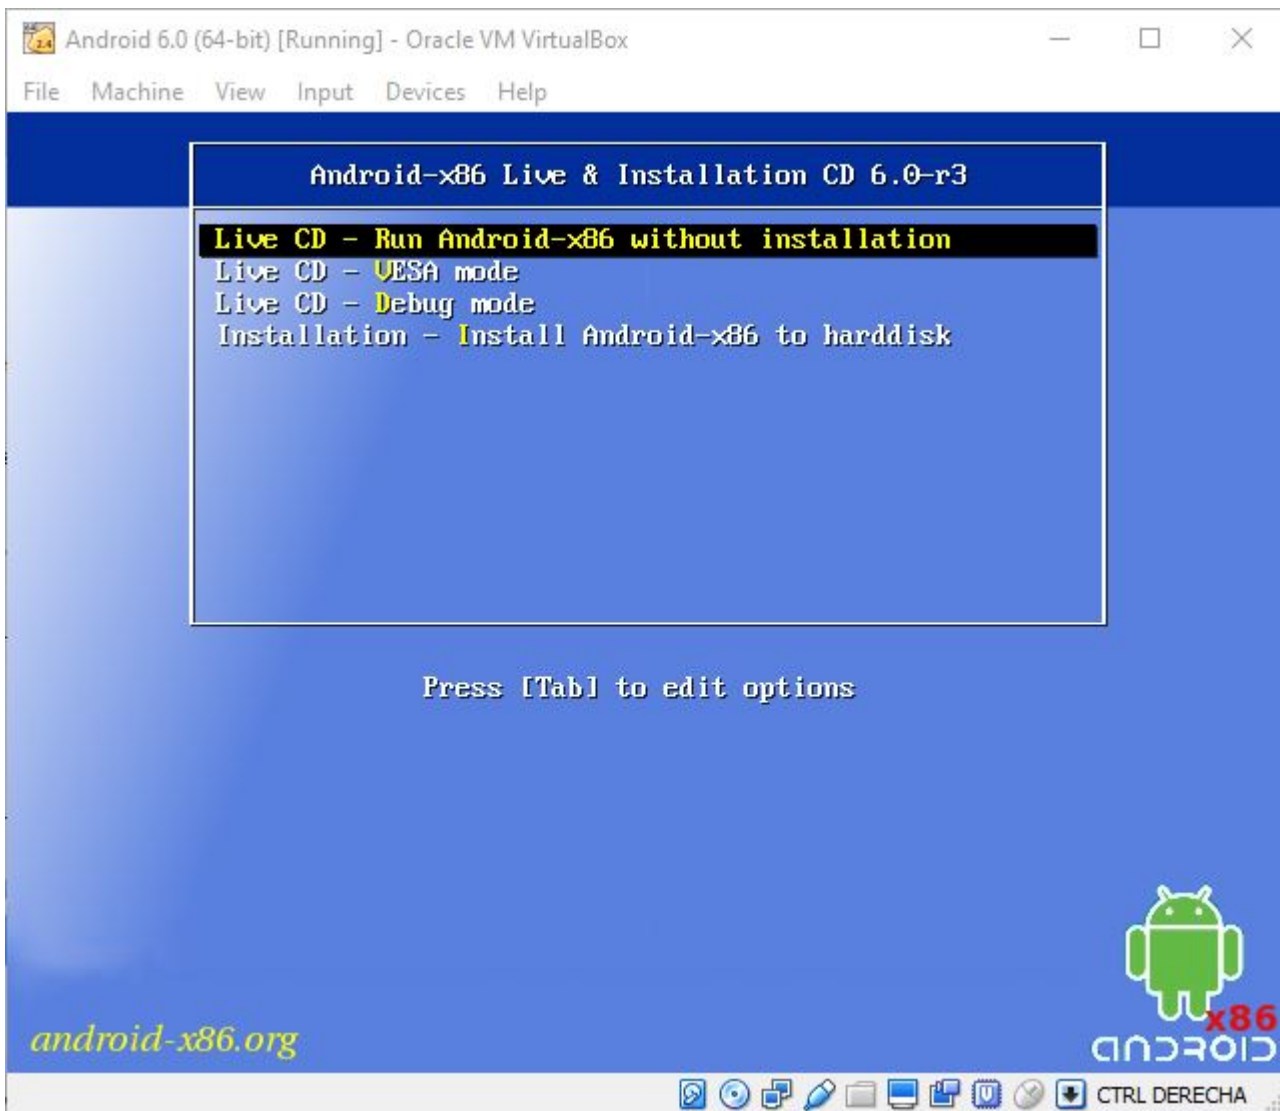 Android 6.0 (64-bit) [Running] - Oracle VM VirtualBox
File Machine View Input Devices Help
Android-x86 Live & Installation CD 6.0-r3
Live CD - Run Android-x86 without installation
Live CD - VESA mode
Live CD - Debug mode
Installation - Install Android-x86 to harddisk
Press [Tab] to edit options
android-x86.org
x86
ANDROID
CTRL DERECHA